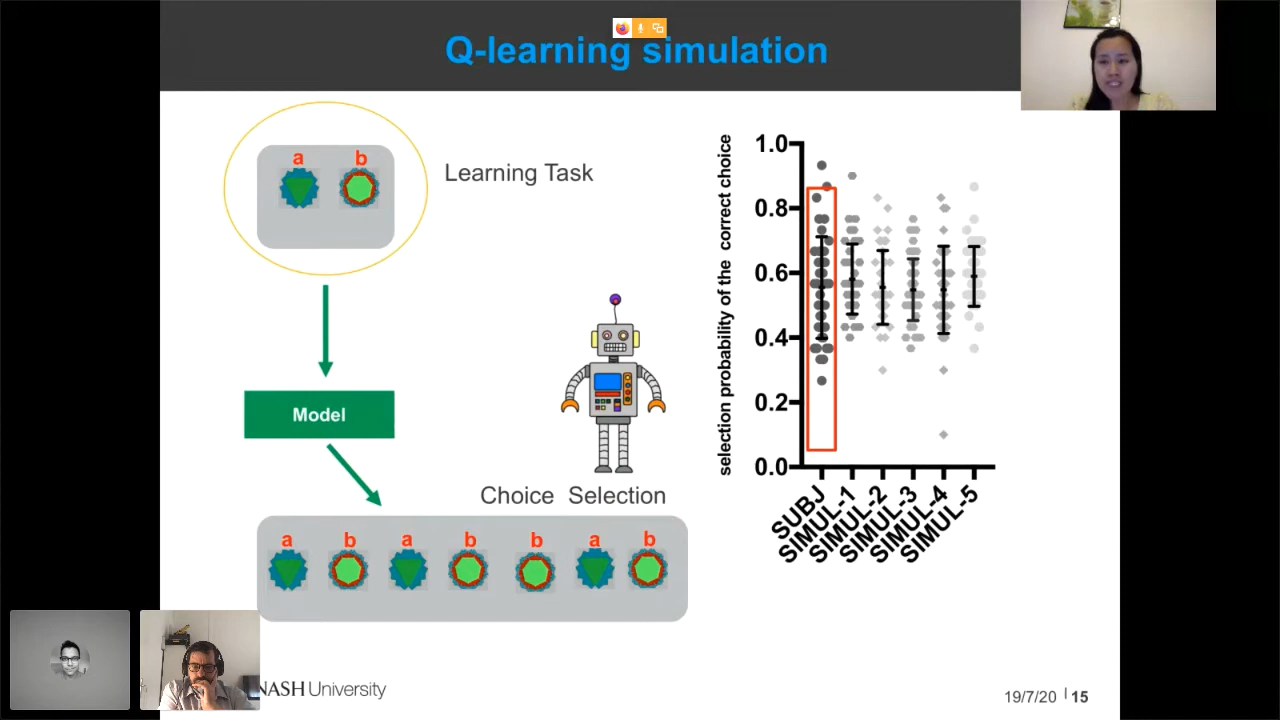 Q-learning simulation
a b
Learning Task
Model
Choice Selection
a b a b b a b
selection probability of the correct choice
1.0
0.8
0.6
0.4
0.2
0.0
SUBJ
SIMUL-1
SIMUL-2
SIMUL-3
SIMUL-4
SIMUL-5
NASH University
19/7/20 | 15